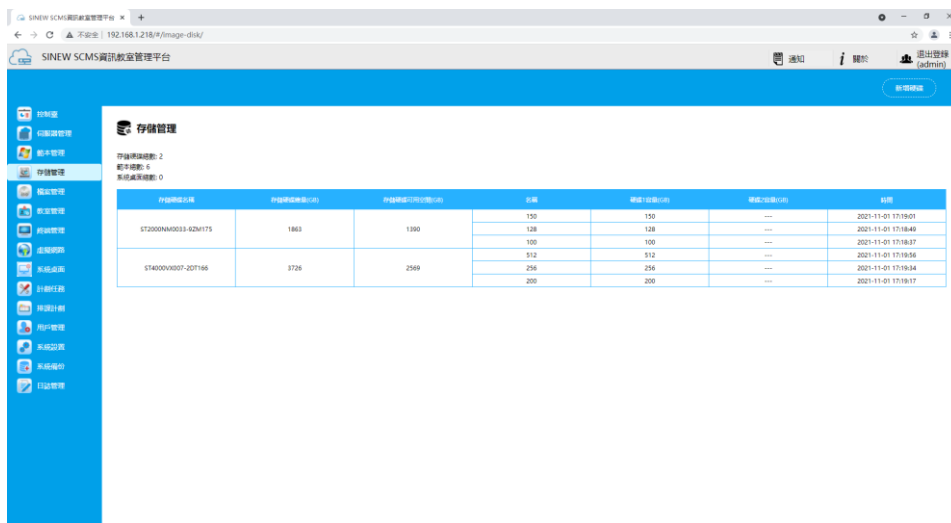 SINEW SCMS資訊教室管理平台
不安全 192.168.1.218/#/image-disk/
SINEW SCMS資訊教室管理平台 通知 關於 退出登錄
(admin)
新增硬碟
控制臺
伺服器管理
範本管理
存儲管理
檔案管理
教室管理
終端管理
虛擬網路
系統桌面
計劃任務
排課計劃
用戶管理
系統設置
系統備份
日誌管理
存儲管理
存儲硬碟總數: 2
範本總數: 6
系統桌面總數: 0
存儲硬碟名稱 存儲硬碟總量(GB) 存儲硬碟可用空間(GB) 名稱 硬碟1容量(GB) 硬碟2容量(GB) 時間
ST2000NM0033-9ZM175 1863 1390
150 150 --- 2021-11-01 17:19:01
128 128 --- 2021-11-01 17:18:49
100 100 --- 2021-11-01 17:18:37
ST4000VX007-2DT166 3726 2569
512 512 --- 2021-11-01 17:19:56
256 256 --- 2021-11-01 17:19:34
200 200 --- 2021-11-01 17:19:17